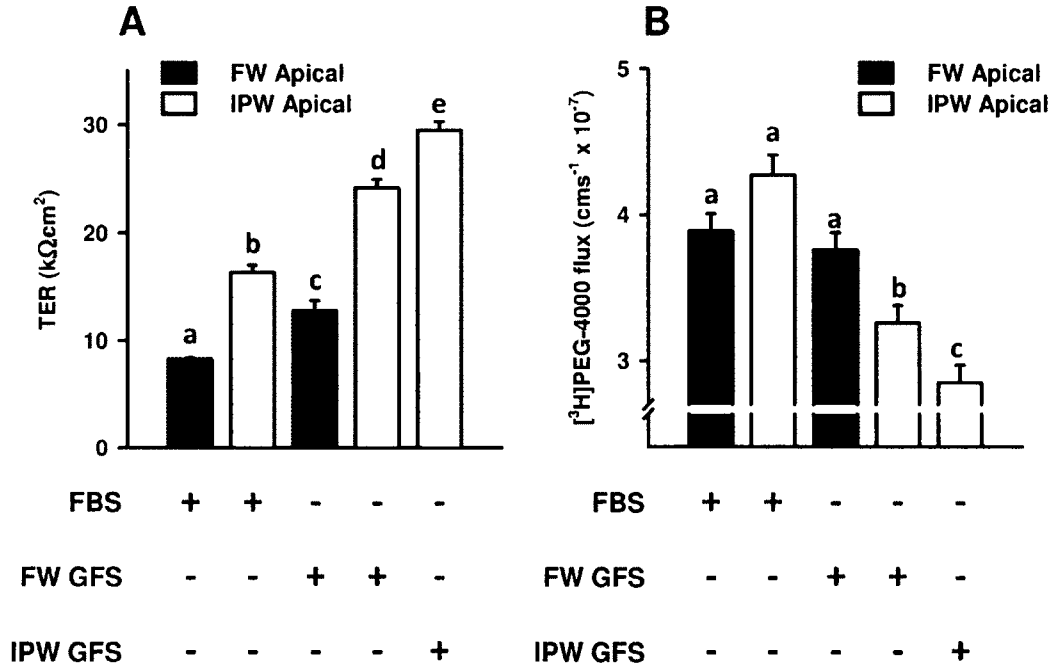 A
FW Apical
IPW Apical
TER (kΩcm²)
30
20
10
0
a
b
c
d
e
FBS + + - - -
FW GFS - - + + -
IPW GFS - - - - +
B
FW Apical
IPW Apical
[³H]PEG-4000 flux (cms⁻¹ x 10⁻⁷)
5
4
3
a
a
a
b
c
FBS + + - - -
FW GFS - - + + -
IPW GFS - - - - +